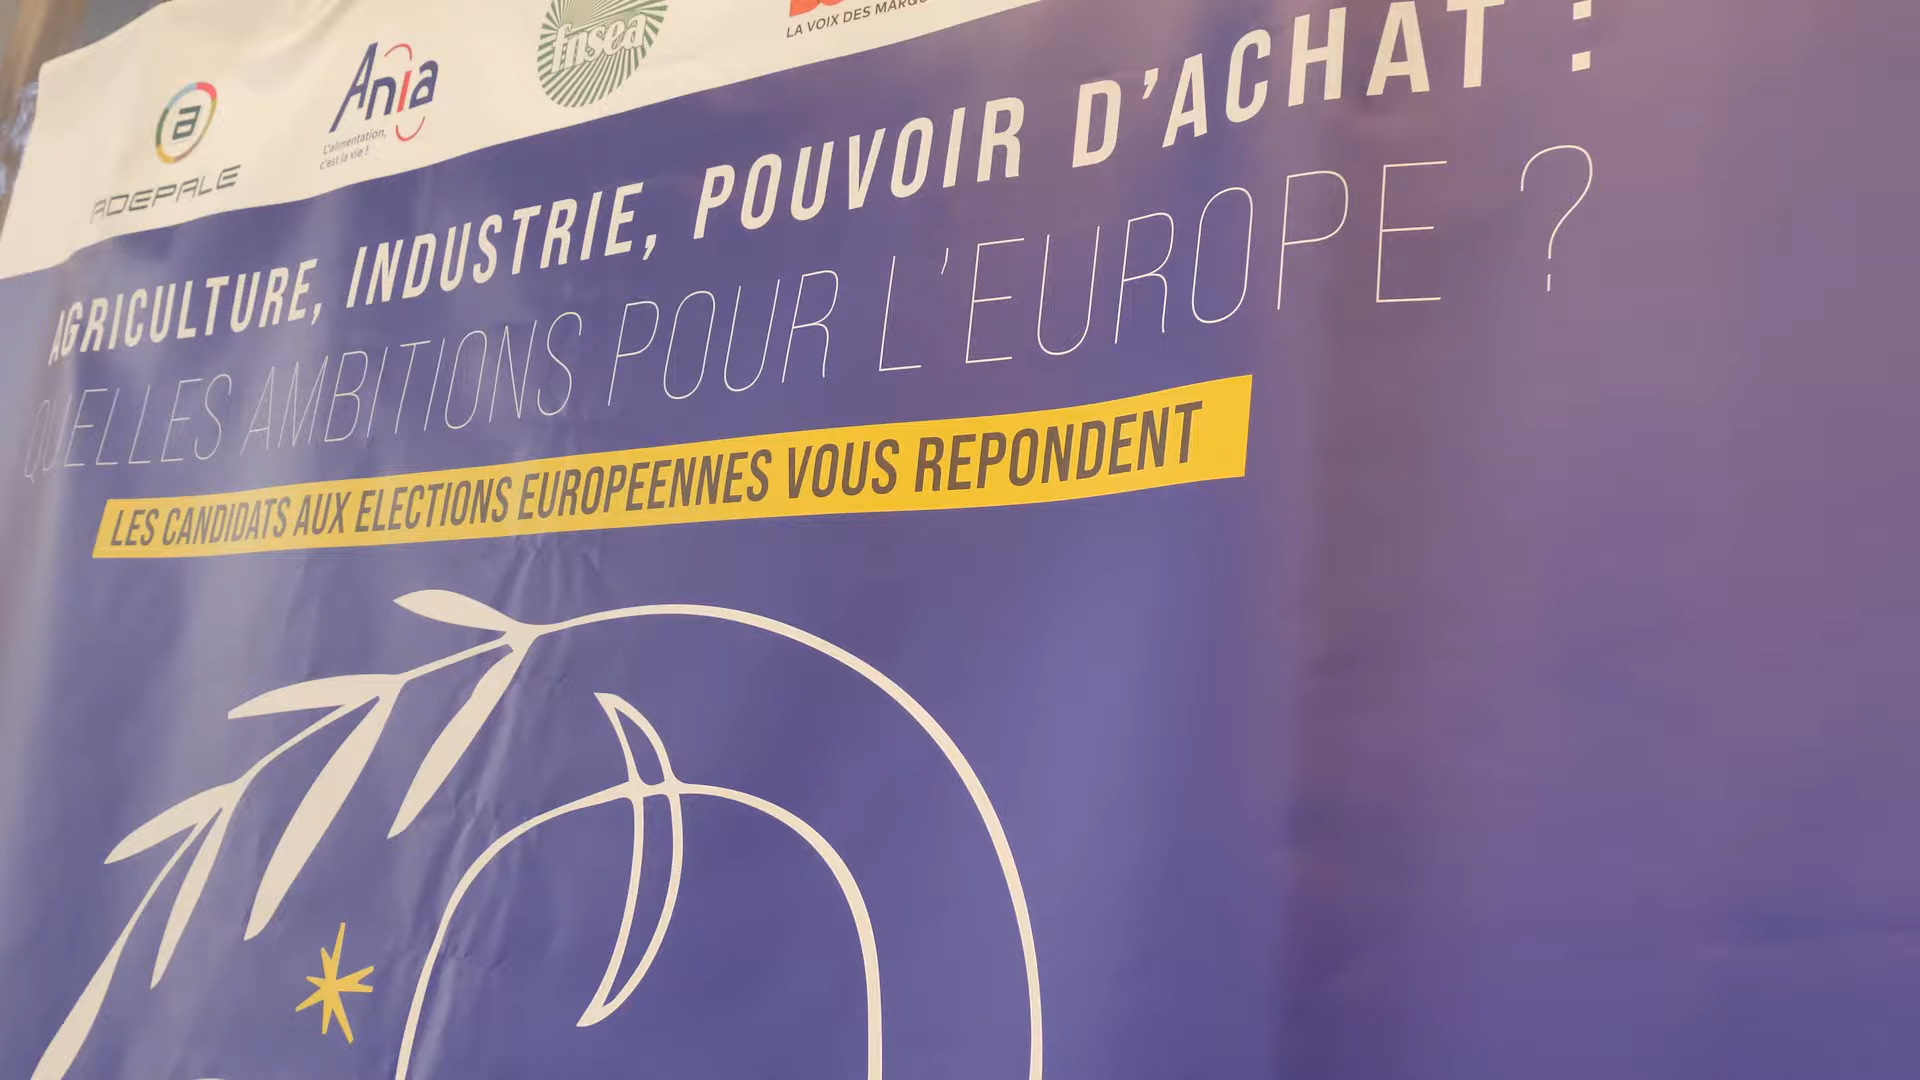 a
ADEPALE
Ania
L'alimentation,
c'est la vie !
fnsea
LA VOIX DES
AGRICULTURE, INDUSTRIE, POUVOIR D'ACHAT :
QUELLES AMBITIONS POUR L'EUROPE ?
LES CANDIDATS AUX ELECTIONS EUROPEENNES VOUS REPONDENT